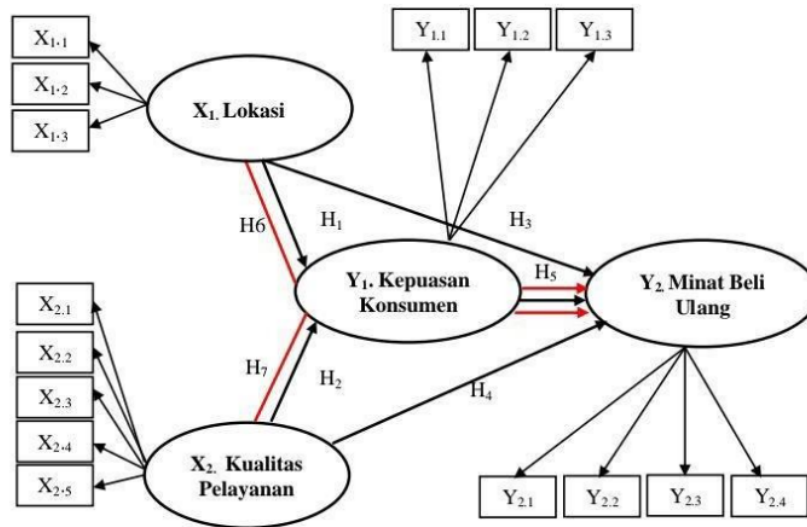 X1.1
X1.2
X1.3
X1. Lokasi
Y1.1
Y1.2
Y1.3
H6
H1
H3
Y1. Kepuasan
Konsumen
H5
Y2. Minat Beli
Ulang
X2.1
X2.2
X2.3
X2.4
X2.5
H7
H2
H4
X2. Kualitas
Pelayanan
Y2.1
Y2.2
Y2.3
Y2.4